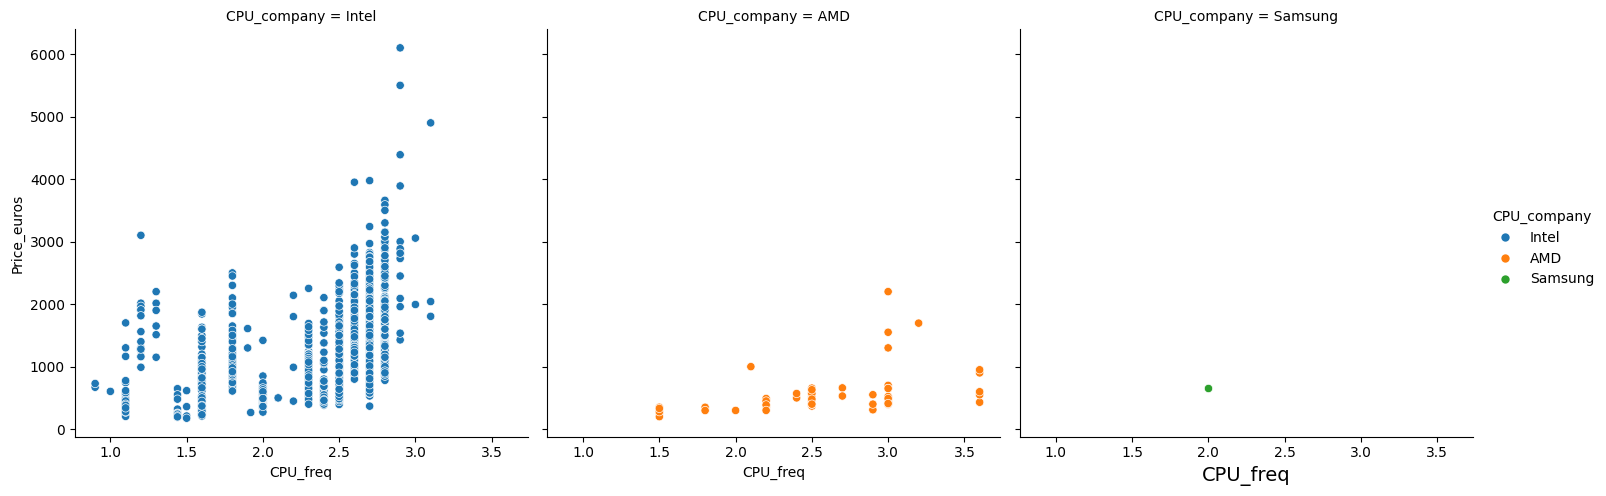 CPU_company = Intel
CPU_company = AMD
CPU_company = Samsung
Price_euros
6000
5000
4000
3000
2000
1000
0
1.0 1.5 2.0 2.5 3.0 3.5
CPU_freq
1.0 1.5 2.0 2.5 3.0 3.5
CPU_freq
1.0 1.5 2.0 2.5 3.0 3.5
CPU_freq
CPU_company
Intel
AMD
Samsung